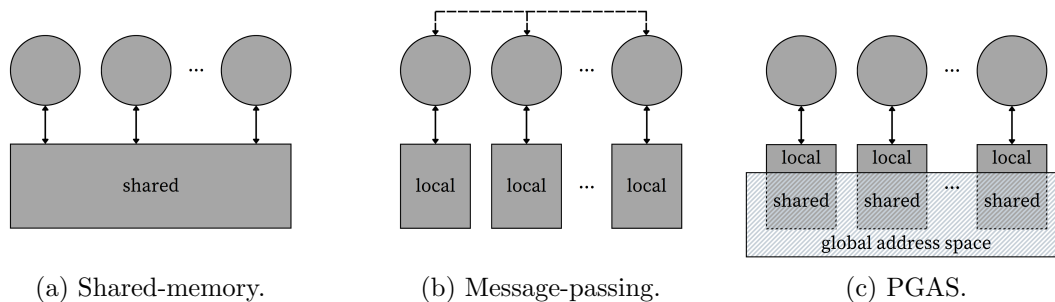 ...
shared
(a) Shared-memory.
...
local local ... local
(b) Message-passing.
...
local local local
...
shared shared shared
global address space
(c) PGAS.